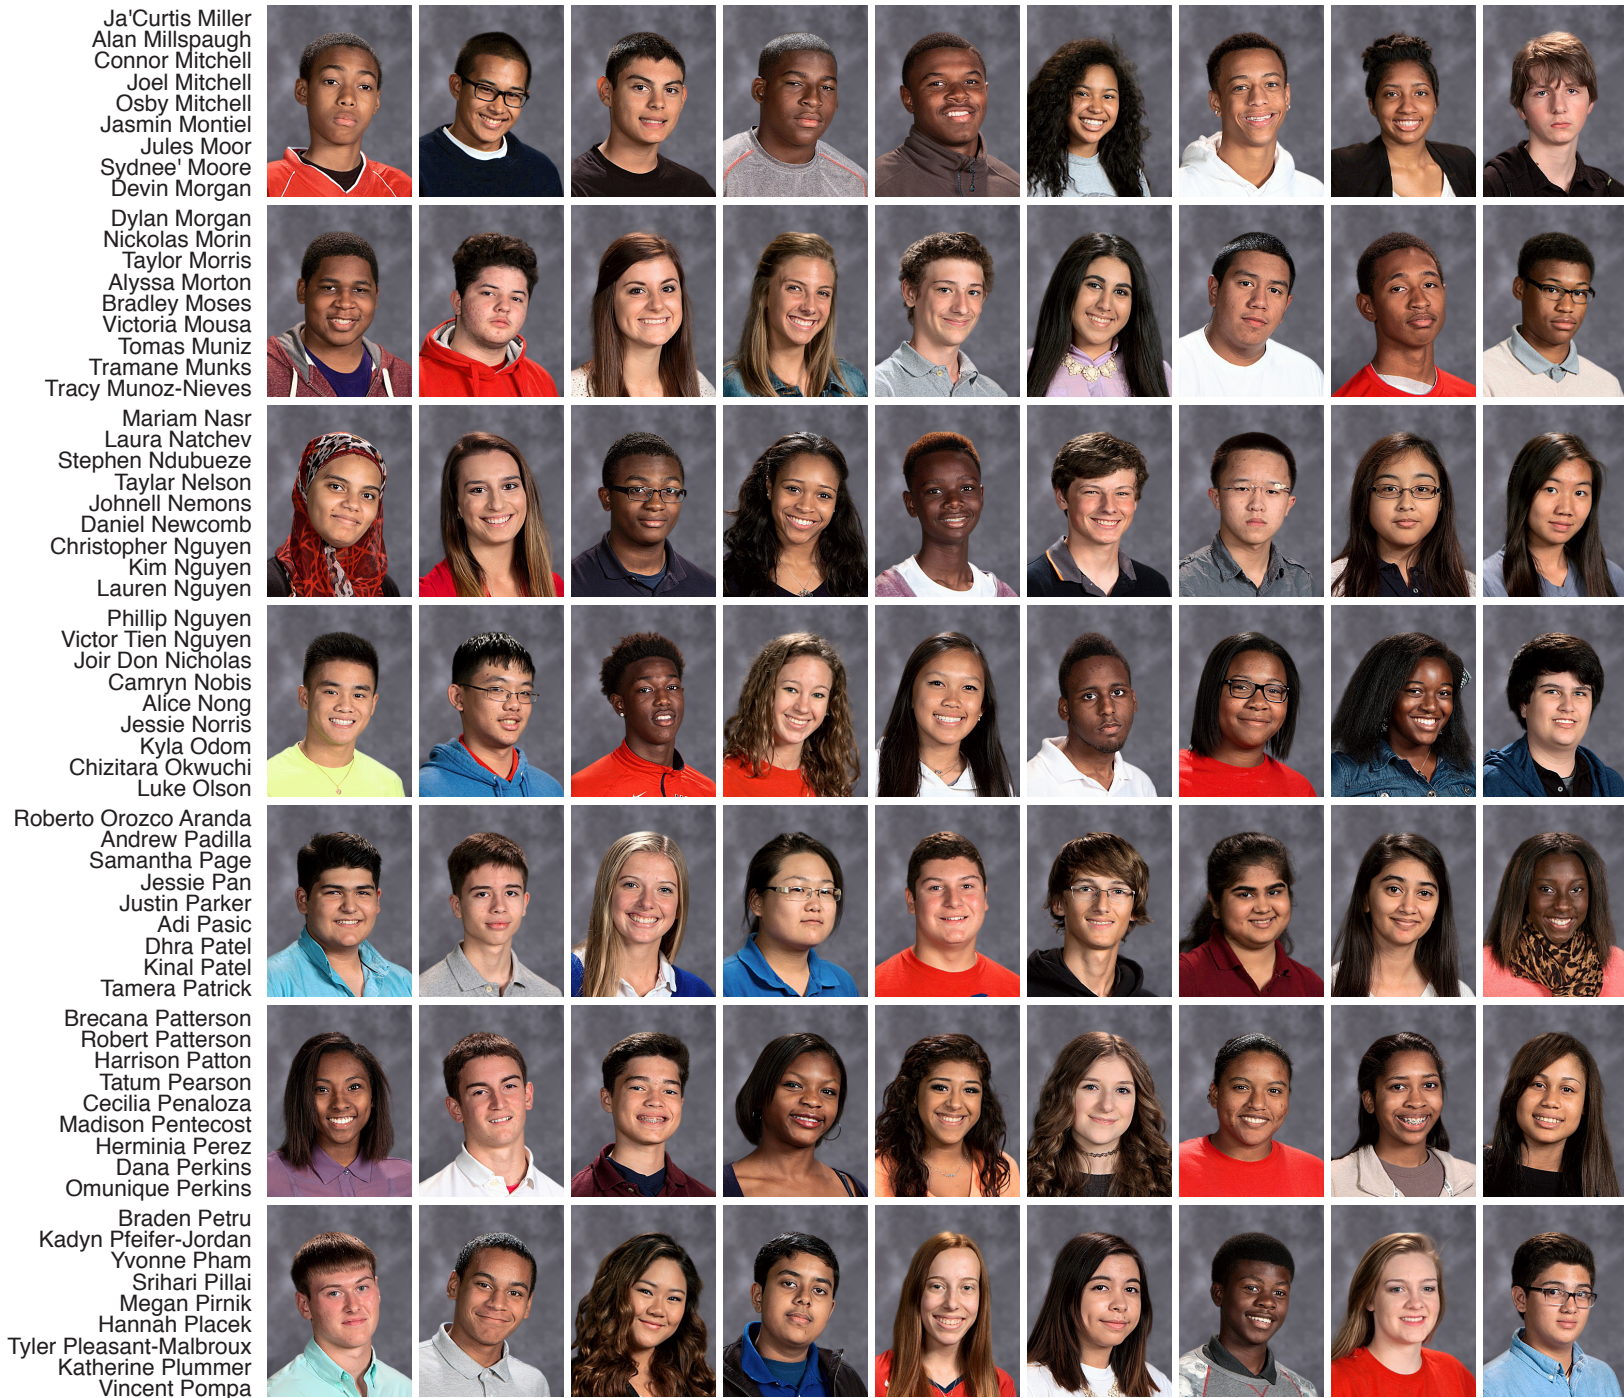 Ja'Curtis Miller
Alan Millspaugh
Connor Mitchell
Joel Mitchell
Osby Mitchell
Jasmin Montiel
Jules Moor
Sydnee' Moore
Devin Morgan
Dylan Morgan
Nickolas Morin
Taylor Morris
Alyssa Morton
Bradley Moses
Victoria Mousa
Tomas Muniz
Tramane Munks
Tracy Munoz-Nieves
Mariam Nasr
Laura Natchev
Stephen Ndubueze
Taylar Nelson
Johnell Nemons
Daniel Newcomb
Christopher Nguyen
Kim Nguyen
Lauren Nguyen
Phillip Nguyen
Victor Tien Nguyen
Joir Don Nicholas
Camryn Nobis
Alice Nong
Jessie Norris
Kyla Odom
Chizitara Okwuchi
Luke Olson
Roberto Orozco Aranda
Andrew Padilla
Samantha Page
Jessie Pan
Justin Parker
Adi Pasic
Dhra Patel
Kinal Patel
Tamera Patrick
Brecana Patterson
Robert Patterson
Harrison Patton
Tatum Pearson
Cecilia Penaloza
Madison Pentecost
Herminia Perez
Dana Perkins
Omunique Perkins
Braden Petru
Kadyn Pfeifer-Jordan
Yvonne Pham
Srihari Pillai
Megan Pirnik
Hannah Placek
Tyler Pleasant-Malbroux
Katherine Plummer
Vincent Pompa